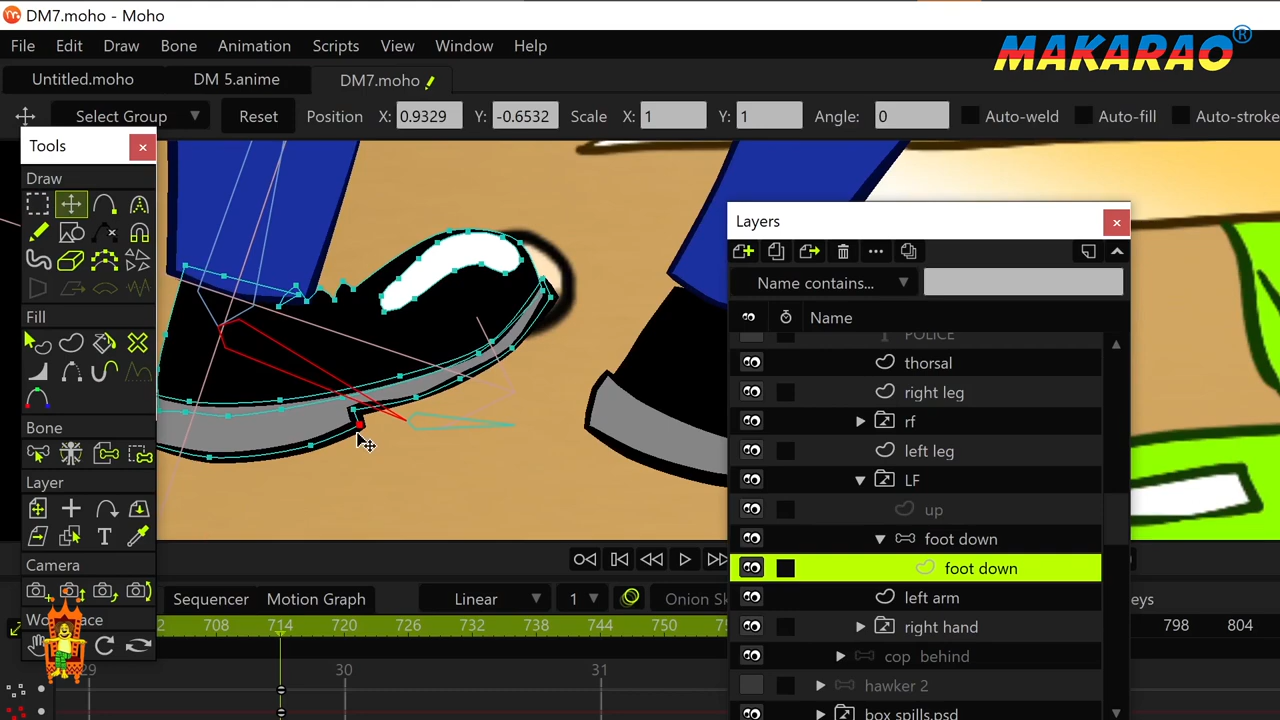 DM7.moho - Moho
MAKARAO®
File Edit Draw Bone Animation Scripts View Window Help
Untitled.moho DM 5.anime DM7.moho
Select Group Reset Position X: 0.9329 Y: -0.6532 Scale X: 1 Y: 1 Angle: 0 Auto-weld Auto-fill Auto-stroke
Tools
Draw
Fill
Bone
Layer
Camera
Layers
Name contains...
Name
POLICE
thorsal
right leg
rf
left leg
LF
up
foot down
foot down
left arm
right hand
cop behind
hawker 2
box spills.psd
Sequencer Motion Graph Linear 1 Onion Sk
708 714 720 726 732 738 744 750 798 804
29 30 31